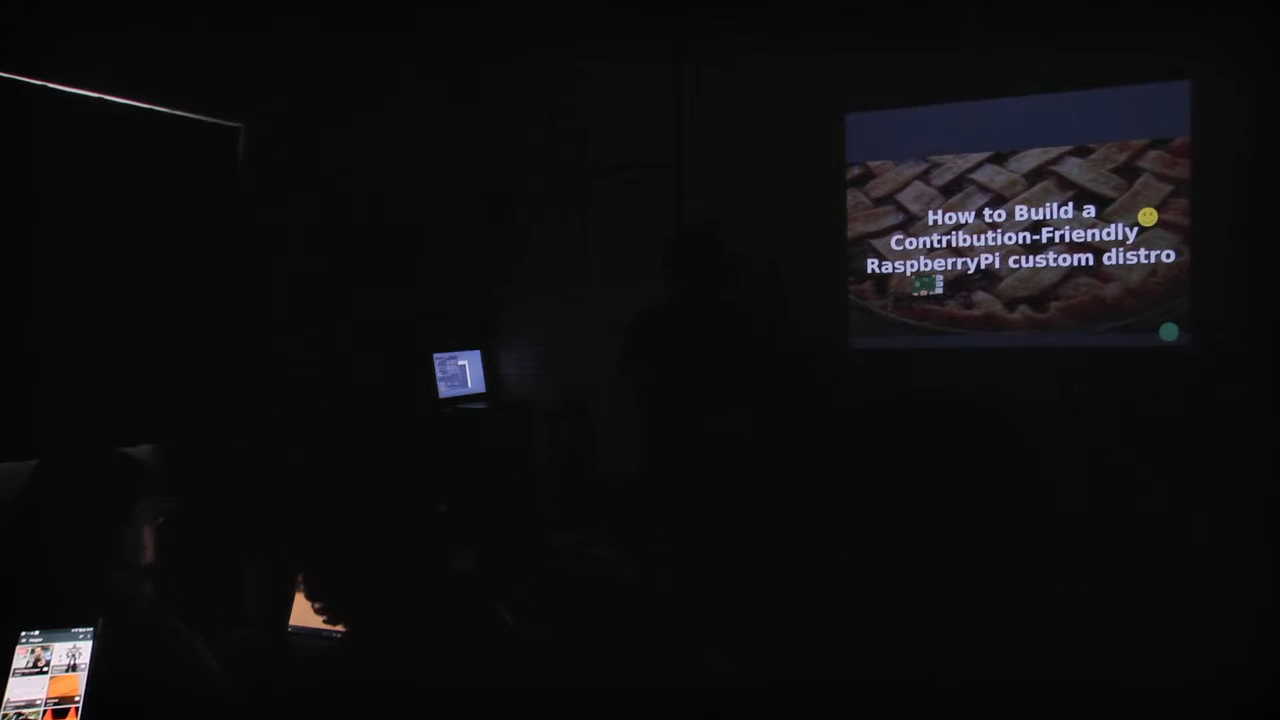 How to Build a
Contribution-Friendly
RaspberryPi custom distro